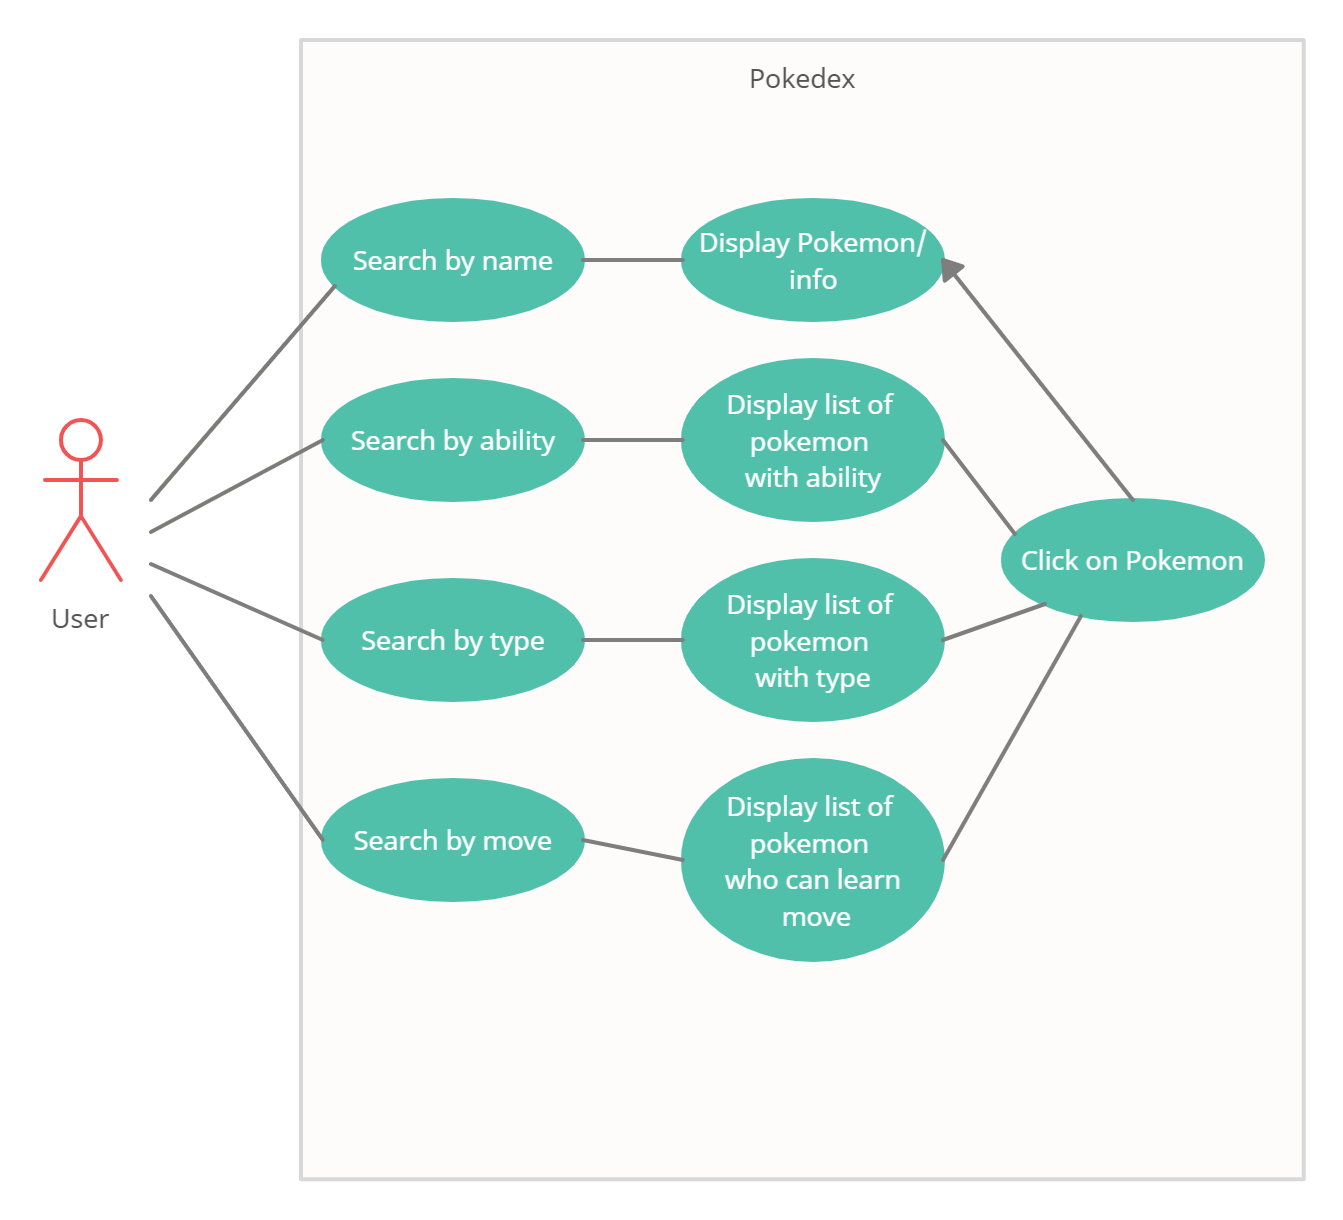 Pokedex
Search by name
Display Pokemon/
info
Search by ability
Display list of
pokemon
with ability
Click on Pokemon
User
Search by type
Display list of
pokemon
with type
Search by move
Display list of
pokemon
who can learn
move